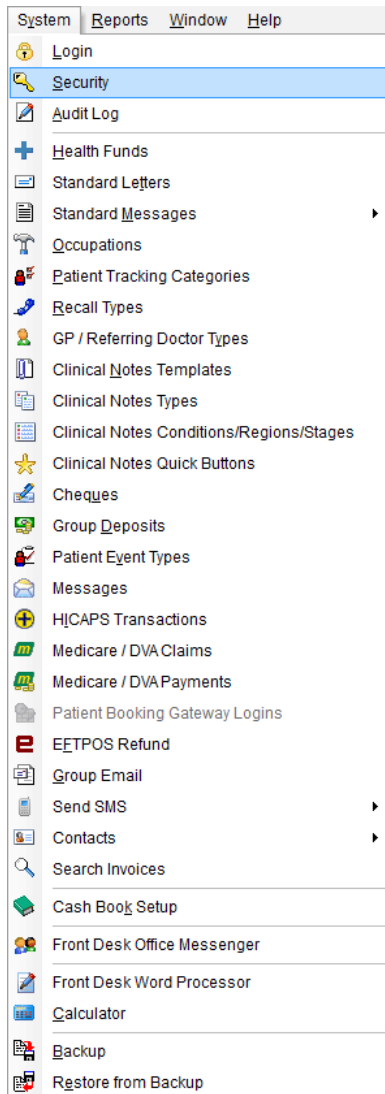 System Reports Window Help
Login
Security
Audit Log
Health Funds
Standard Letters
Standard Messages
Occupations
Patient Tracking Categories
Recall Types
GP / Referring Doctor Types
Clinical Notes Templates
Clinical Notes Types
Clinical Notes Conditions/Regions/Stages
Clinical Notes Quick Buttons
Cheques
Group Deposits
Patient Event Types
Messages
HICAPS Transactions
Medicare / DVA Claims
Medicare / DVA Payments
Patient Booking Gateway Logins
EFTPOS Refund
Group Email
Send SMS
Contacts
Search Invoices
Cash Book Setup
Front Desk Office Messenger
Front Desk Word Processor
Calculator
Backup
Restore from Backup